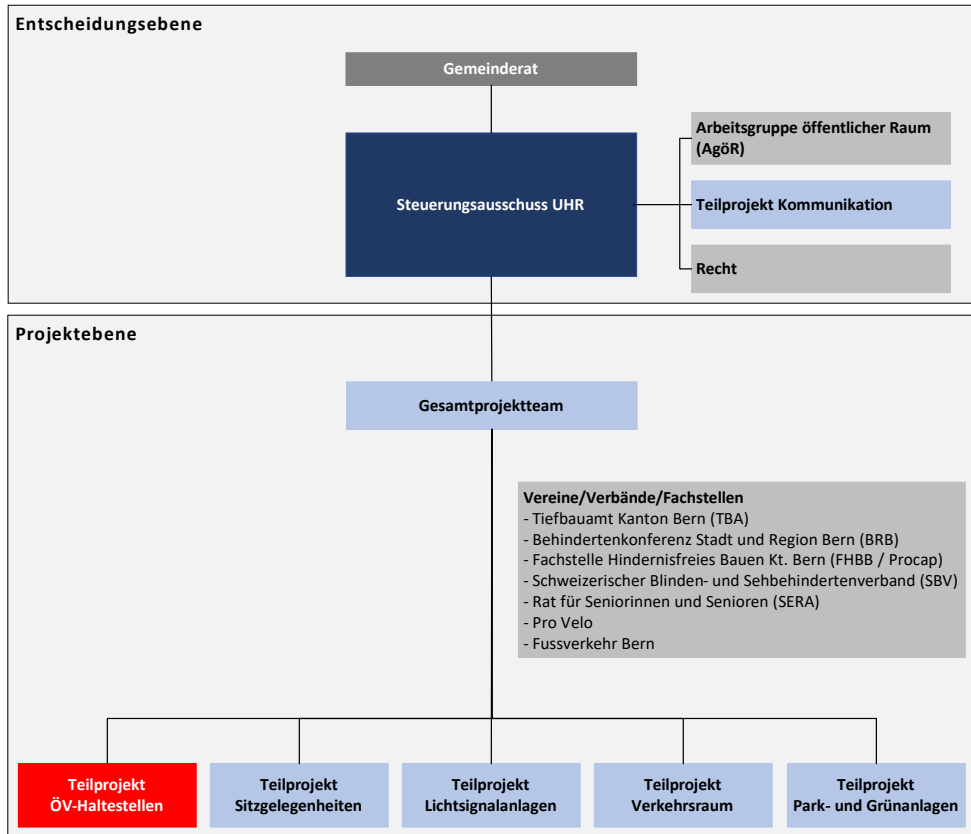 Entscheidungsebene
Gemeinderat
Steuerungsausschuss UHR
Arbeitsgruppe öffentlicher Raum
(AgöR)
Teilprojekt Kommunikation
Recht
Projektebene
Gesamtprojektteam
Vereine/Verbände/Fachstellen
- Tiefbauamt Kanton Bern (TBA)
- Behindertenkonferenz Stadt und Region Bern (BRB)
- Fachstelle Hindernisfreies Bauen Kt. Bern (FHBB / Procap)
- Schweizerischer Blinden- und Sehbehindertenverband (SBV)
- Rat für Seniorinnen und Senioren (SERA)
- Pro Velo
- Fussverkehr Bern
Teilprojekt
ÖV-Haltestellen
Teilprojekt
Sitzgelegenheiten
Teilprojekt
Lichtsignalanlagen
Teilprojekt
Verkehrsraum
Teilprojekt
Park- und Grünanlagen